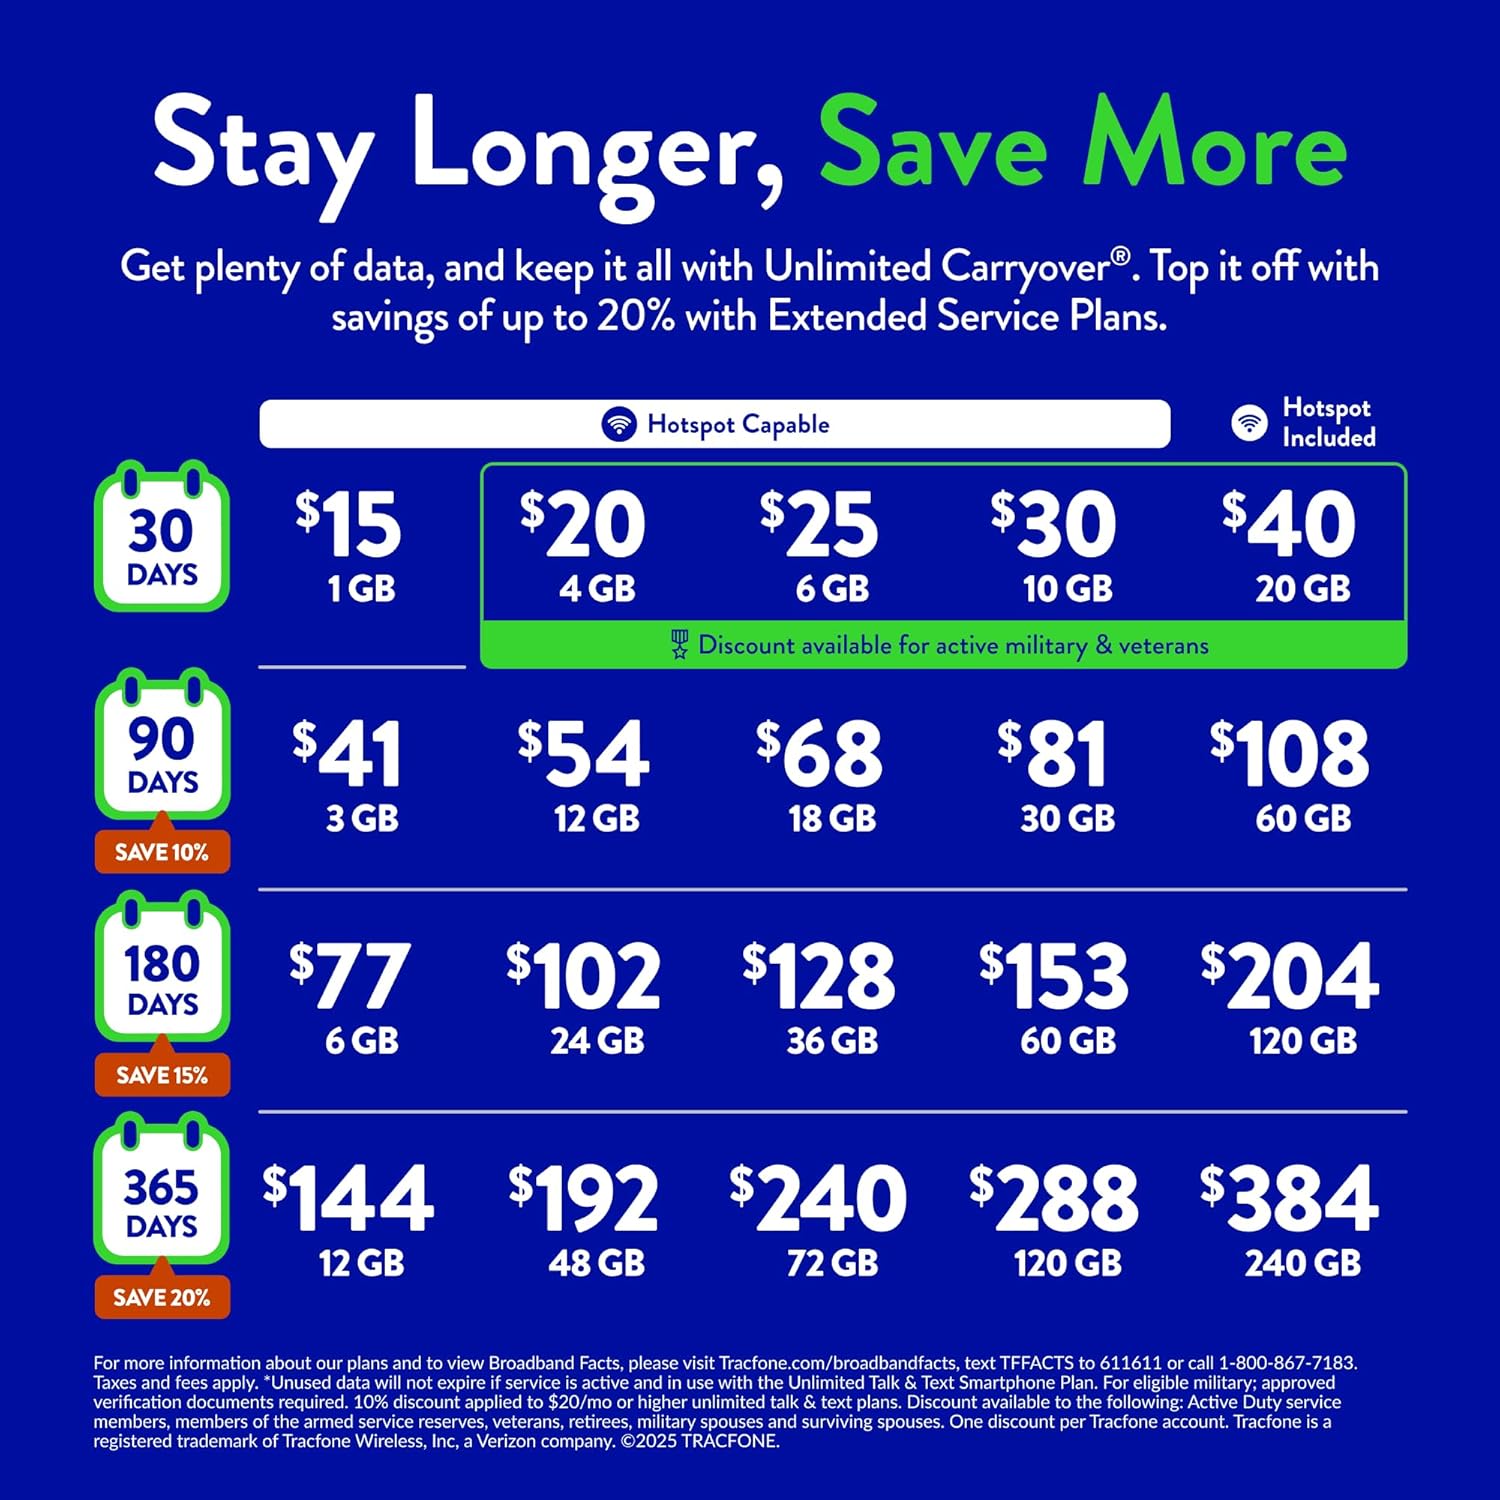 Stay Longer, Save More
Get plenty of data, and keep it all with Unlimited Carryover®. Top it off with
savings of up to 20% with Extended Service Plans.
Hotspot Capable
Hotspot
Included
30
DAYS
$15
1 GB
$20
4 GB
$25
6 GB
$30
10 GB
$40
20 GB
Discount available for active military & veterans
90
DAYS
SAVE 10%
$41
3 GB
$54
12 GB
$68
18 GB
$81
30 GB
$108
60 GB
180
DAYS
SAVE 15%
$77
6 GB
$102
24 GB
$128
36 GB
$153
60 GB
$204
120 GB
365
DAYS
SAVE 20%
$144
12 GB
$192
48 GB
$240
72 GB
$288
120 GB
$384
240 GB
For more information about our plans and to view Broadband Facts, please visit Tracfone.com/broadbandfacts, text TFFACTS to 611611 or call 1-800-867-7183.
Taxes and fees apply. *Unused data will not expire if service is active and in use with the Unlimited Talk & Text Smartphone Plan. For eligible military; approved
verification documents required. 10% discount applied to $20/mo or higher unlimited talk & text plans. Discount available to the following: Active Duty service
members, members of the armed service reserves, veterans, retirees, military spouses and surviving spouses. One discount per Tracfone account. Tracfone is a
registered trademark of Tracfone Wireless, Inc, a Verizon company. ©2025 TRACFONE.